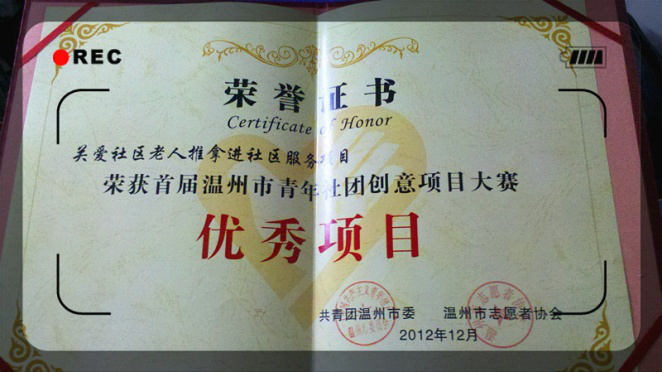 REC
荣誉证书
Certificate of Honor
关爱社区老人推拿进社区服务项目
荣获首届温州市青年社团创意项目大赛
优秀项目
共青团温州市委 温州市志愿者协会
2012年12月